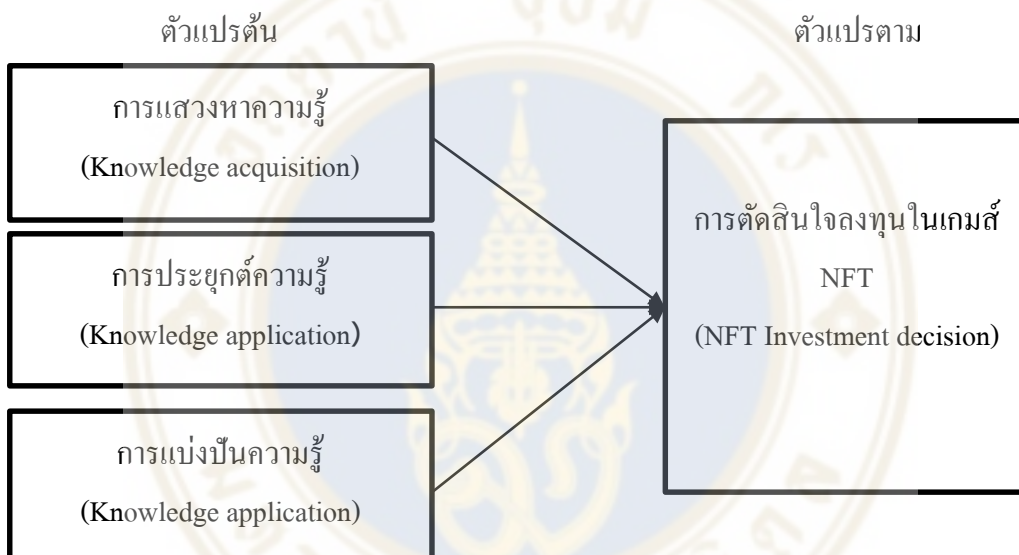 ตัวแปรต้น
ตัวแปรตาม
การแสวงหาความรู้
(Knowledge acquisition)
การประยุกต์ความรู้
(Knowledge application)
การแบ่งปันความรู้
(Knowledge application)
การตัดสินใจลงทุนในเกมส์
NFT
(NFT Investment decision)